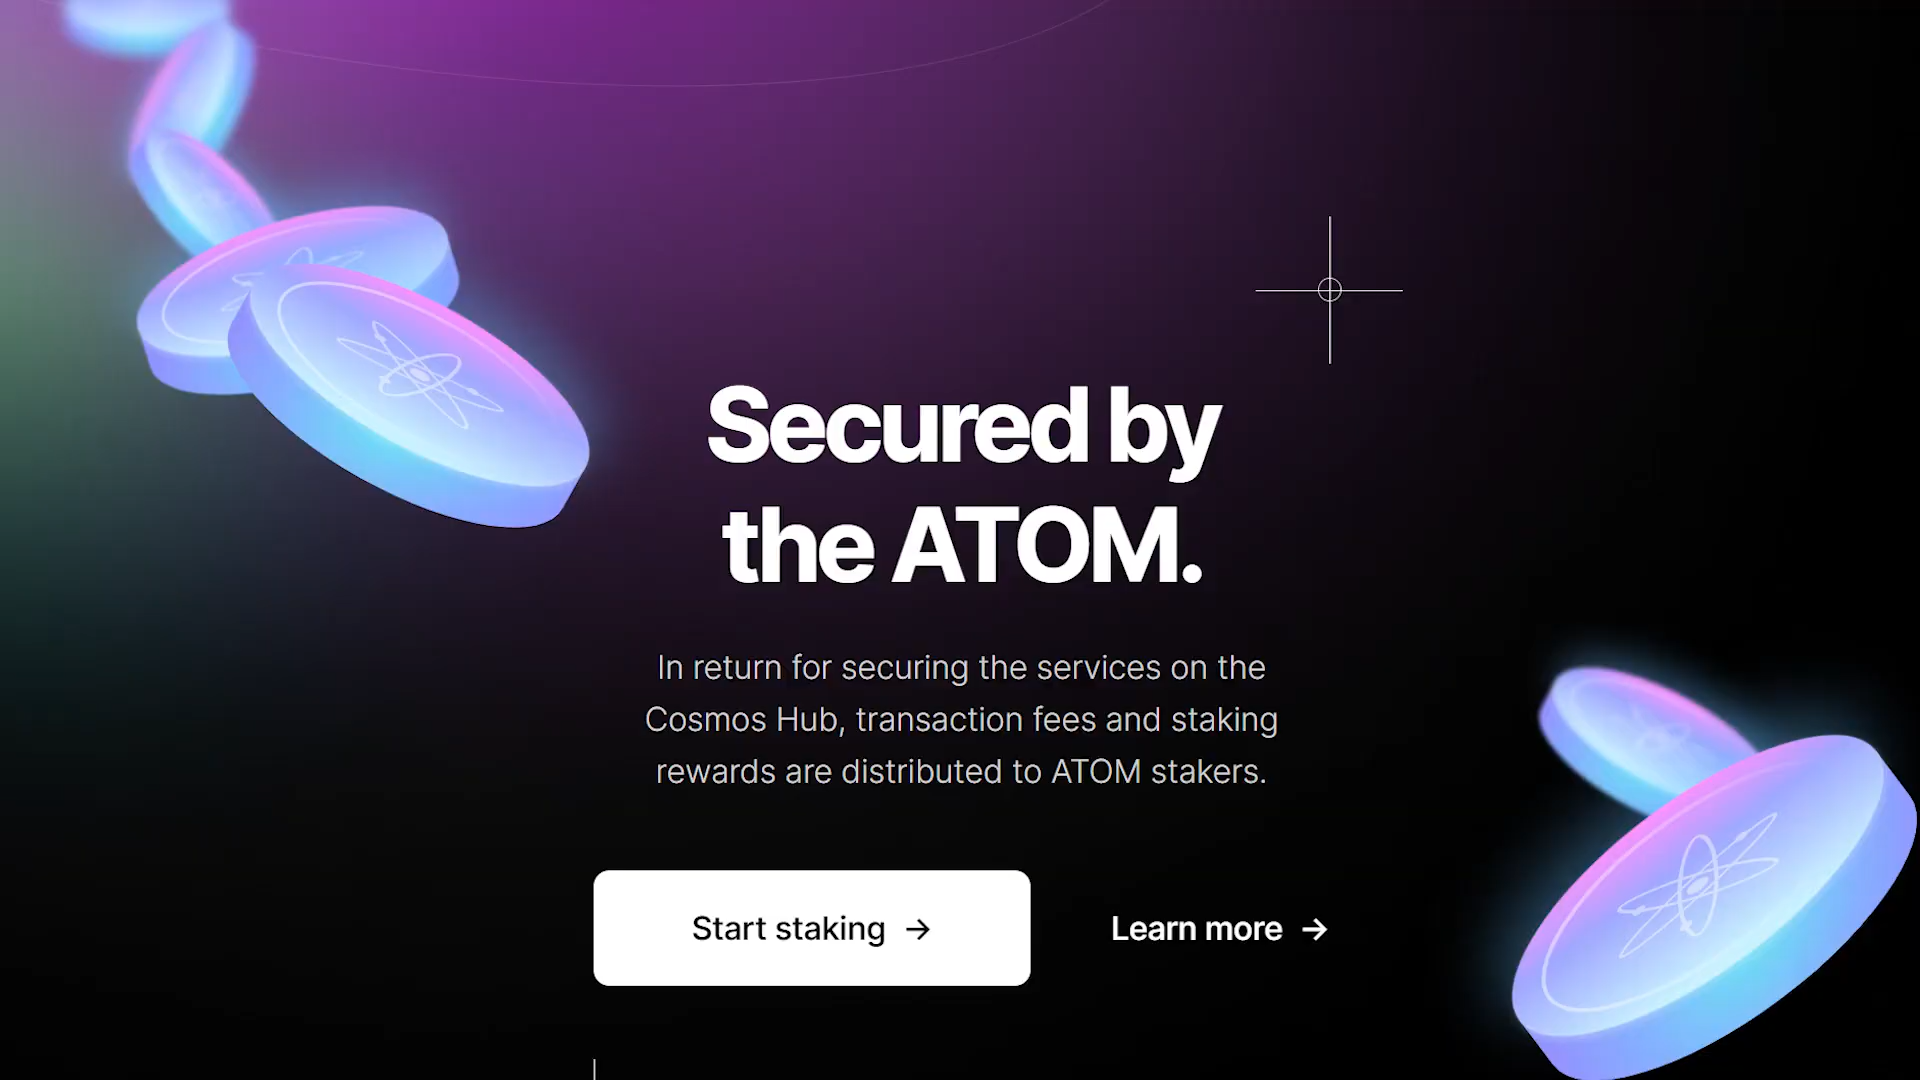 Secured by
the ATOM.
In return for securing the services on the
Cosmos Hub, transaction fees and staking
rewards are distributed to ATOM stakers.
Start staking →
Learn more →